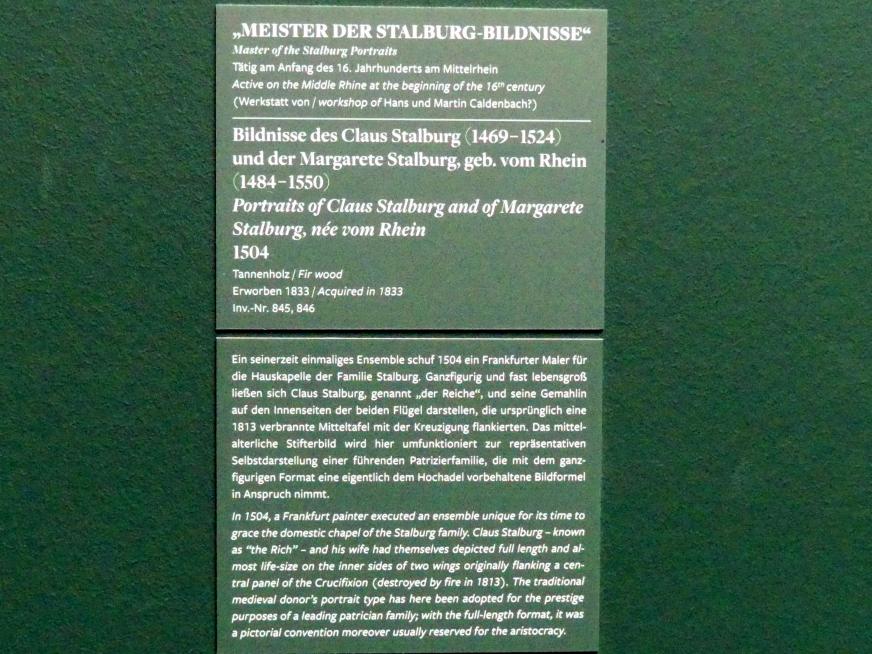 „MEISTER DER STALBURG-BILDNISSE“
Master of the Stalburg Portraits
Tätig am Anfang des 16. Jahrhunderts am Mittelrhein
Active on the Middle Rhine at the beginning of the 16th century
(Werkstatt von / workshop of Hans und Martin Caldenbach?)
Bildnisse des Claus Stalburg (1469–1524)
und der Margarete Stalburg, geb. vom Rhein
(1484–1550)
Portraits of Claus Stalburg and of Margarete
Stalburg, née vom Rhein
1504
Tannenholz / Fir wood
Erworben 1833 / Acquired in 1833
Inv.-Nr. 845, 846
Ein seinerzeit einmaliges Ensemble schuf 1504 ein Frankfurter Maler für
die Hauskapelle der Familie Stalburg. Ganzfigurig und fast lebensgroß
ließen sich Claus Stalburg, genannt „der Reiche“, und seine Gemahlin
auf den Innenseiten der beiden Flügel darstellen, die ursprünglich eine
1813 verbrannte Mitteltafel mit der Kreuzigung flankierten. Das mittel-
alterliche Stifterbild wird hier umfunktioniert zur repräsentativen
Selbstdarstellung einer führenden Patrizierfamilie, die mit dem ganz-
figurigen Format eine eigentlich dem Hochadel vorbehaltene Bildformel
in Anspruch nimmt.
In 1504, a Frankfurt painter executed an ensemble unique for its time to
grace the domestic chapel of the Stalburg family. Claus Stalburg – known
as “the Rich” – and his wife had themselves depicted full length and al-
most life-size on the inner sides of two wings originally flanking a cen-
tral panel of the Crucifixion (destroyed by fire in 1813). The traditional
medieval donor’s portrait type has here been adopted for the prestige
purposes of a leading patrician family; with the full-length format, it was
a pictorial convention moreover usually reserved for the aristocracy.